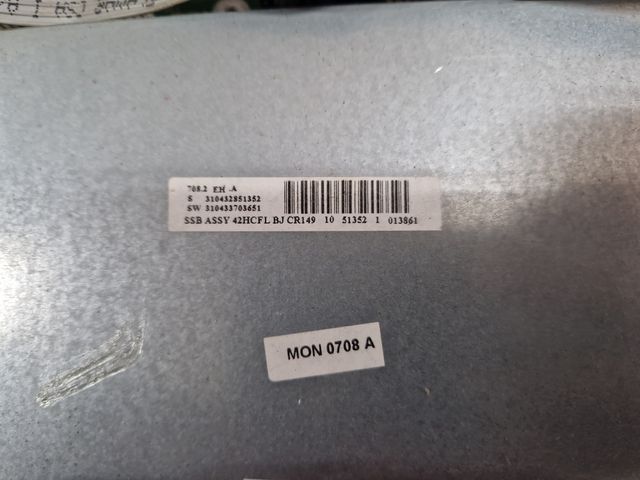 708.2 EH -A
S 310432851352
SW 310433703651
SSB ASSY 42HCFL BJ CR149 10 51352 1 013861
MON 0708 A